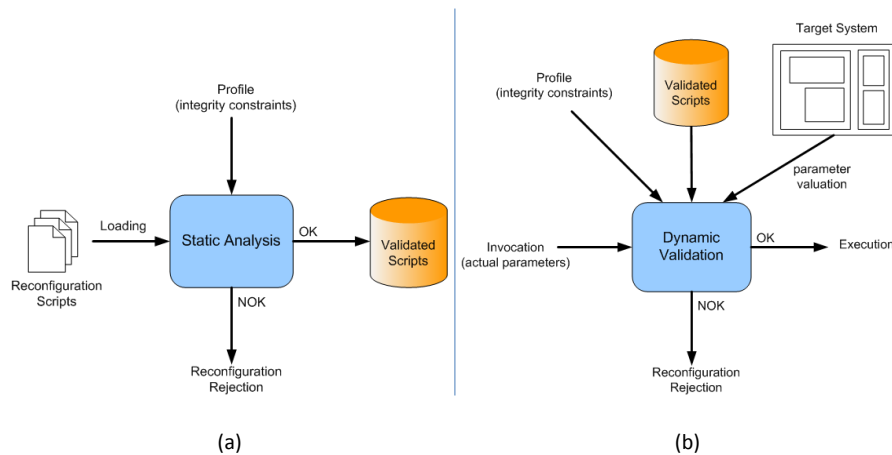 Profile
(integrity constraints)
Loading
Static Analysis
OK
Validated
Scripts
Reconfiguration
Scripts
NOK
Reconfiguration
Rejection
(a)
Target System
Profile
(integrity constraints)
Validated
Scripts
parameter
valuation
Invocation
(actual parameters)
Dynamic
Validation
OK
Execution
NOK
Reconfiguration
Rejection
(b)